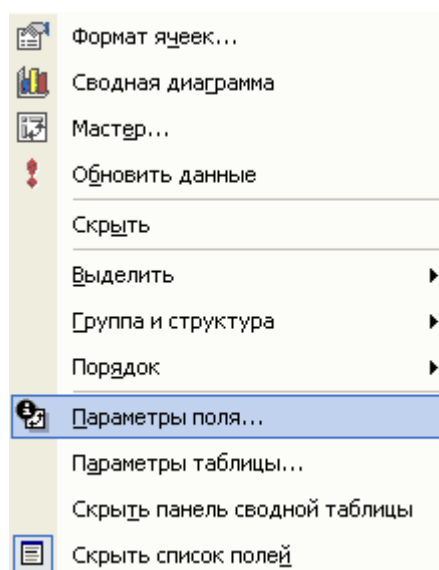 Формат ячеек...
Сводная диаграмма
Мастер...
Обновить данные
Скрыть
Выделить
Группа и структура
Порядок
Параметры поля...
Параметры таблицы...
Скрыть панель сводной таблицы
Скрыть список полей